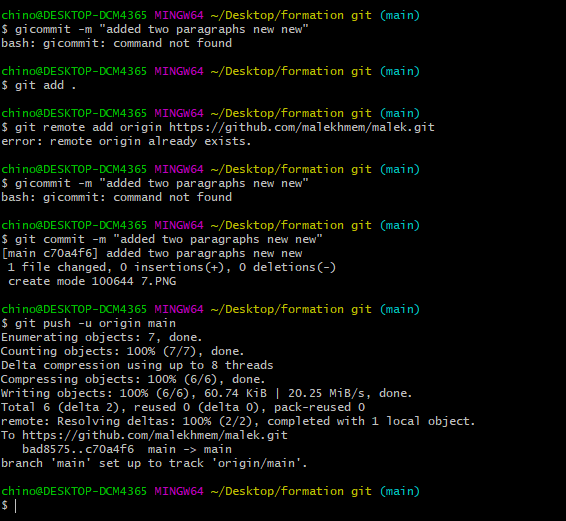 chino@DESKTOP-DCM4365 MINGW64 ~/Desktop/formation git (main)
$ gicommit -m "added two paragraphs new new"
bash: gicommit: command not found
chino@DESKTOP-DCM4365 MINGW64 ~/Desktop/formation git (main)
$ git add .
chino@DESKTOP-DCM4365 MINGW64 ~/Desktop/formation git (main)
$ git remote add origin https://github.com/malekhmem/malek.git
error: remote origin already exists.
chino@DESKTOP-DCM4365 MINGW64 ~/Desktop/formation git (main)
$ gicommit -m "added two paragraphs new new"
bash: gicommit: command not found
chino@DESKTOP-DCM4365 MINGW64 ~/Desktop/formation git (main)
$ git commit -m "added two paragraphs new new"
[main c70a4f6] added two paragraphs new new
1 file changed, 0 insertions(+), 0 deletions(-)
create mode 100644 7.PNG
chino@DESKTOP-DCM4365 MINGW64 ~/Desktop/formation git (main)
$ git push -u origin main
Enumerating objects: 7, done.
Counting objects: 100% (7/7), done.
Delta compression using up to 8 threads
Compressing objects: 100% (6/6), done.
Writing objects: 100% (6/6), 60.74 KiB | 20.25 MiB/s, done.
Total 6 (delta 2), reused 0 (delta 0), pack-reused 0
remote: Resolving deltas: 100% (2/2), completed with 1 local object.
To https://github.com/malekhmem/malek.git
bad8575..c70a4f6  main -> main
branch 'main' set up to track 'origin/main'.
chino@DESKTOP-DCM4365 MINGW64 ~/Desktop/formation git (main)
$